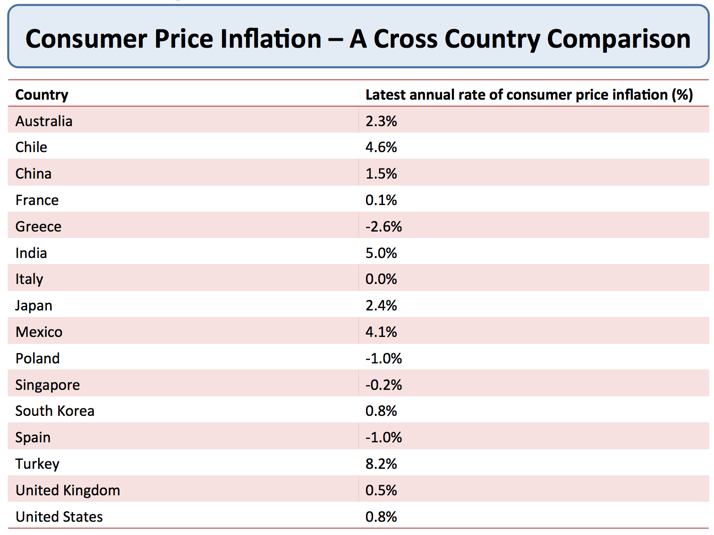 Consumer Price Inflation – A Cross Country Comparison
Country Latest annual rate of consumer price inflation (%)
Australia 2.3%
Chile 4.6%
China 1.5%
France 0.1%
Greece -2.6%
India 5.0%
Italy 0.0%
Japan 2.4%
Mexico 4.1%
Poland -1.0%
Singapore -0.2%
South Korea 0.8%
Spain -1.0%
Turkey 8.2%
United Kingdom 0.5%
United States 0.8%